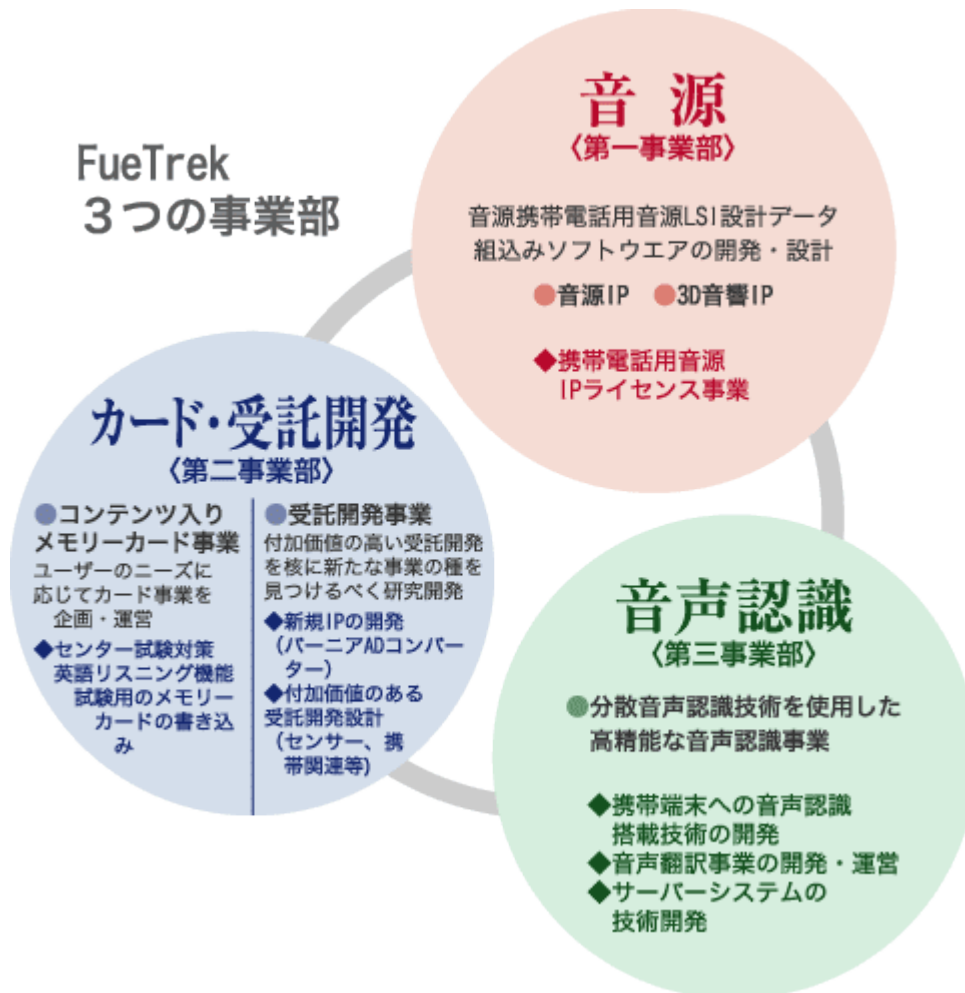 FueTrek
3つの事業部
音 源
〈第一事業部〉
音源携帯電話用音源LSI設計データ
組込みソフトウエアの開発・設計
●音源IP ●3D音響IP
◆携帯電話用音源
IPライセンス事業
カード・受託開発
〈第二事業部〉
●コンテンツ入り
メモリーカード事業
ユーザーのニーズに
応じてカード事業を
企画・運営
◆センター試験対策
英語リスニング機能
試験用のメモリー
カードの書き込
み
●受託開発事業
付加価値の高い受託開発
を核に新たな事業の種を
見つけるべく研究開発
◆新規IPの開発
(バーニアADコンバー
ター)
◆付加価値のある
受託開発設計
(センサー、携
帯関連等)
音声認識
〈第三事業部〉
●分散音声認識技術を使用した
高精能な音声認識事業
◆携帯端末への音声認識
搭載技術の開発
◆音声翻訳事業の開発・運営
◆サーバーシステムの
技術開発